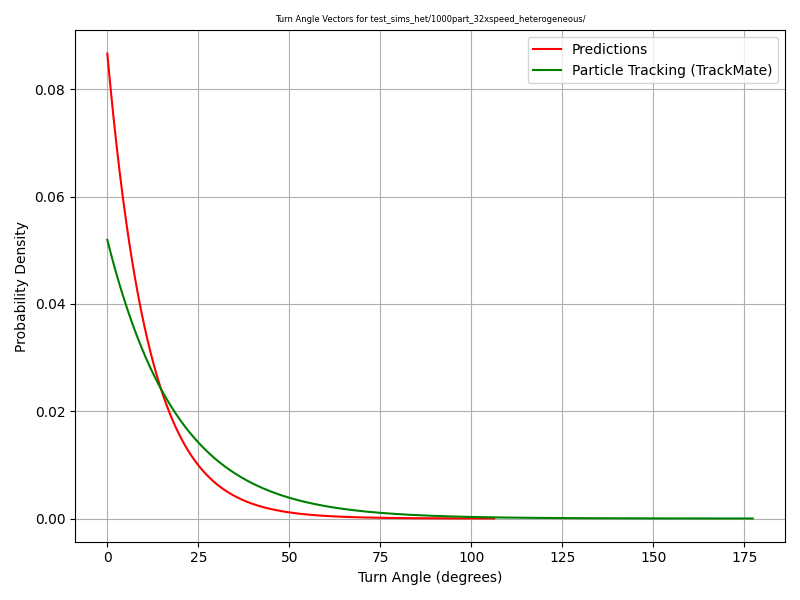 Turn Angle Vectors for test_sims_het/1000part_32xspeed_heterogeneous/
Predictions
Particle Tracking (TrackMate)
Probability Density
0.08
0.06
0.04
0.02
0.00
0 25 50 75 100 125 150 175
Turn Angle (degrees)